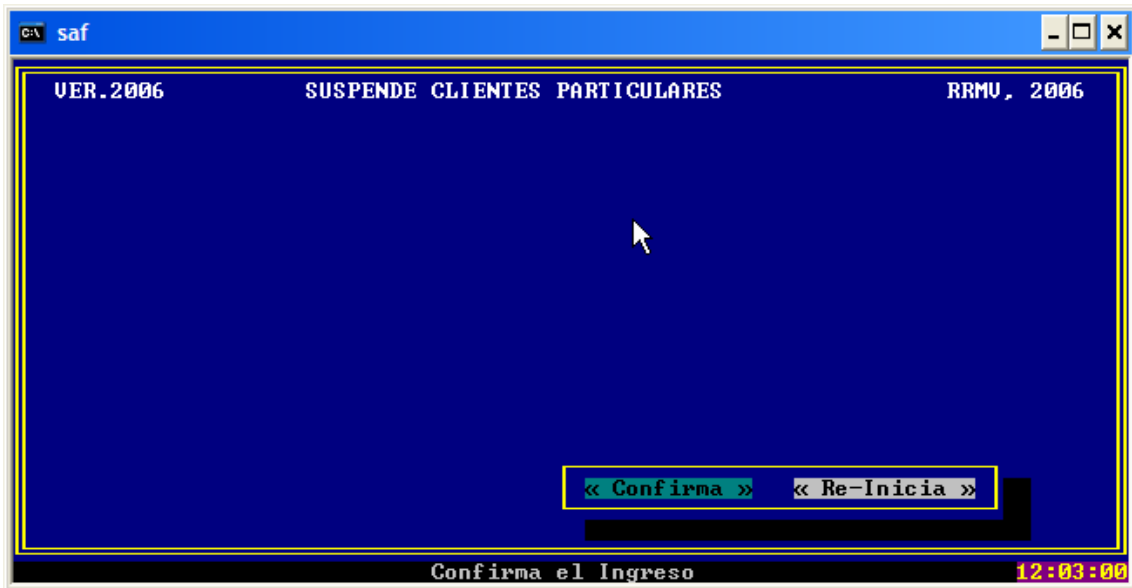 saf
VER.2006 SUSPENDE CLIENTES PARTICULARES RRMV, 2006
« Confirma » « Re-Inicia »
Confirma el Ingreso 12:03:00